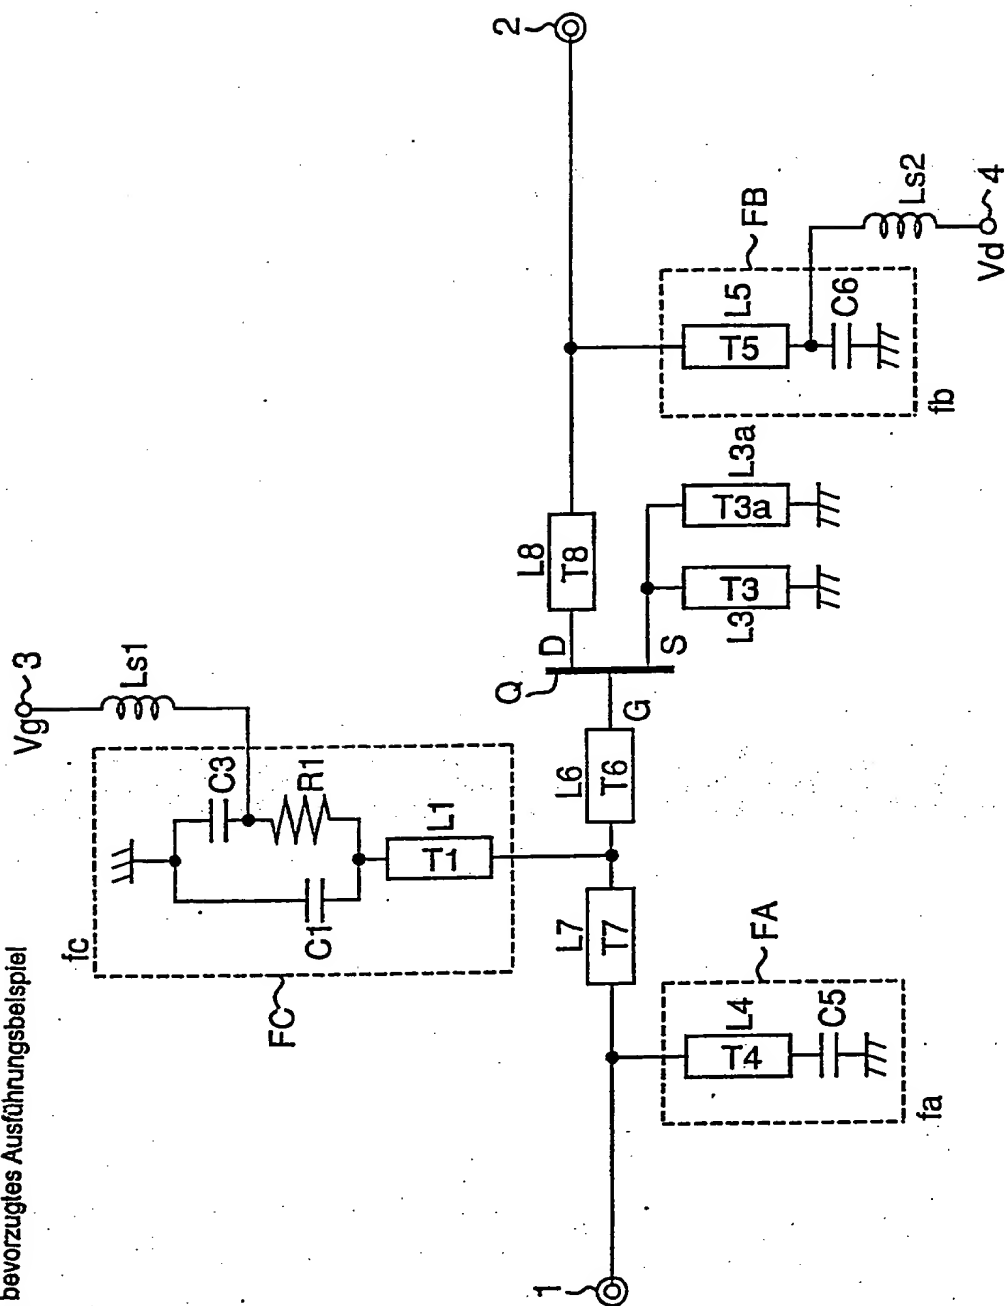 bevorzugtes Ausführungsbelspiel
fc
FC
Vg
3
Ls1
C3
R1
C1
L1
T1
1
L7
T7
L6
T6
G
Q
D
S
L8
T8
2
FA
L4
T4
C5
fa
L3
T3
L3a
T3a
FB
L5
T5
C6
fb
Ls2
Vd
4